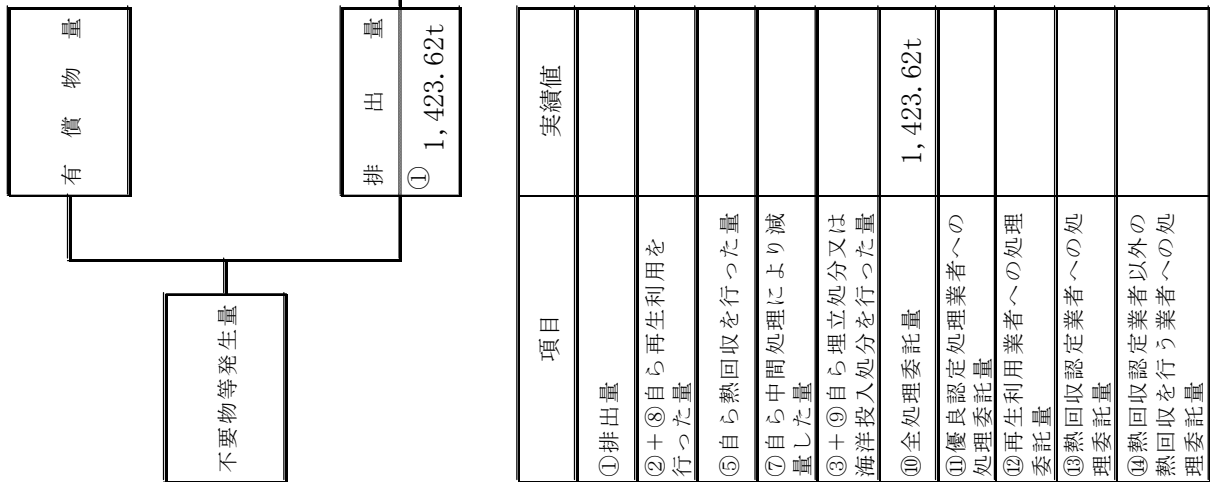 有償物量
不要物等発生量
排出量
① 1,423.62t
項目 実績値
①排出量
②+⑧自ら再生利用を
行った量
⑤自ら熱回収を行った量
⑦自ら中間処理により減
量した量
③+⑨自ら埋立処分又は
海洋投入処分を行った量
⑩全処理委託量 1,423.62t
⑪優良認定処理業者への
処理委託量
⑫再生利用業者への処理
委託量
⑬熱回収認定業者への処
理委託量
⑭熱回収認定業者以外の
熱回収を行う業者への処
理委託量